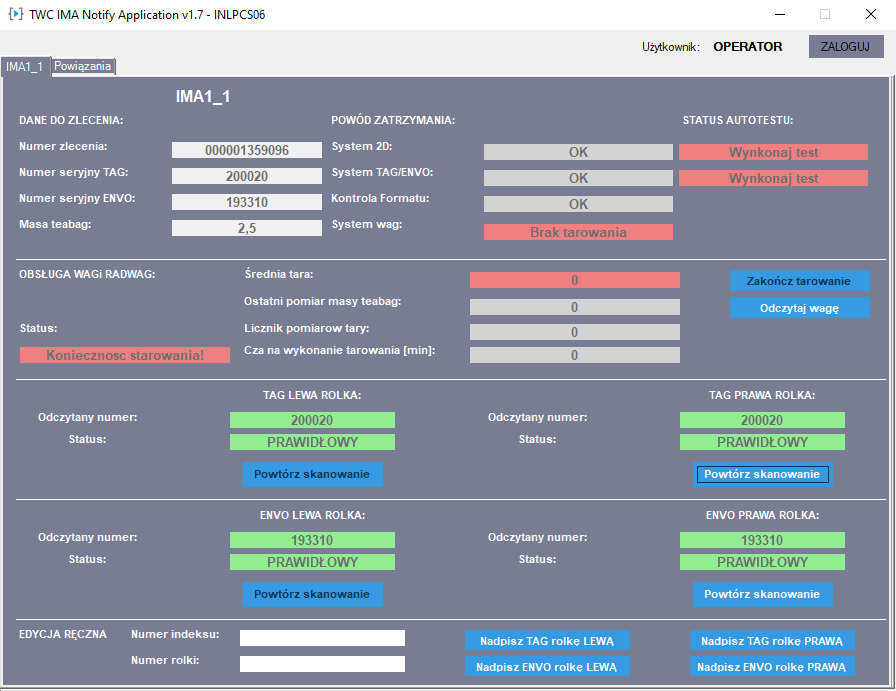 TWC IMA Notify Application v1.7 - INLPCS06
Użytkownik: OPERATOR ZALOGUJ
IMA1_1 Powiązania
IMA1_1
DANE DO ZLECENIA: POWÓD ZATRZYMANIA: STATUS AUTOTESTU:
Numer zlecenia: 000001359096 System 2D: OK Wynkonaj test
Numer seryjny TAG: 200020 System TAG/ENVO: OK Wynkonaj test
Numer seryjny ENVO: 193310 Kontrola Formatu: OK
Masa teabag: 2,5 System wag: Brak tarowania
OBSŁUGA WAGi RADWAG: Średnia tara: 0 Zakończ tarowanie
Ostatni pomiar masy teabag: 0 Odczytaj wagę
Status: Licznik pomiarow tary: 0
Koniecznosc starowania! Cza na wykonanie tarowania [min]: 0
TAG LEWA ROLKA: TAG PRAWA ROLKA:
Odczytany numer: 200020 Odczytany numer: 200020
Status: PRAWIDŁOWY Status: PRAWIDŁOWY
Powtórz skanowanie Powtórz skanowanie
ENVO LEWA ROLKA: ENVO PRAWA ROLKA:
Odczytany numer: 193310 Odczytany numer: 193310
Status: PRAWIDŁOWY Status: PRAWIDŁOWY
Powtórz skanowanie Powtórz skanowanie
EDYCJA RĘCZNA Numer indeksu: Nadpisz TAG rolkę LEWĄ Nadpisz TAG rolkę PRAWĄ
Numer rolki: Nadpisz ENVO rolkę LEWĄ Nadpisz ENVO rolkę PRAWĄ